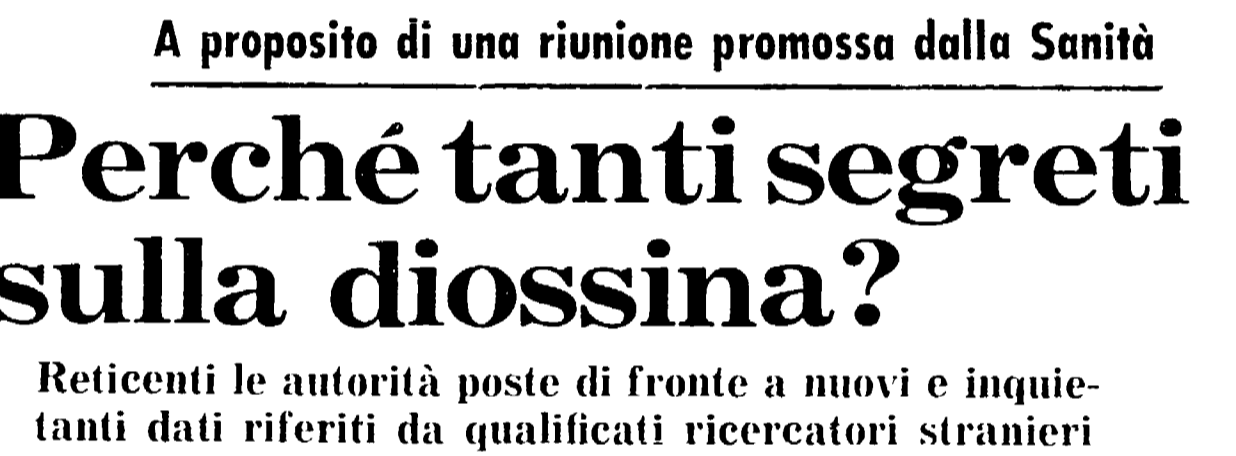 A proposito di una riunione promossa dalla Sanità
Perché tanti segreti
sulla diossina?
Reticenti le autorità poste di fronte a nuovi e inquie-
tanti dati riferiti da qualificati ricercatori stranieri